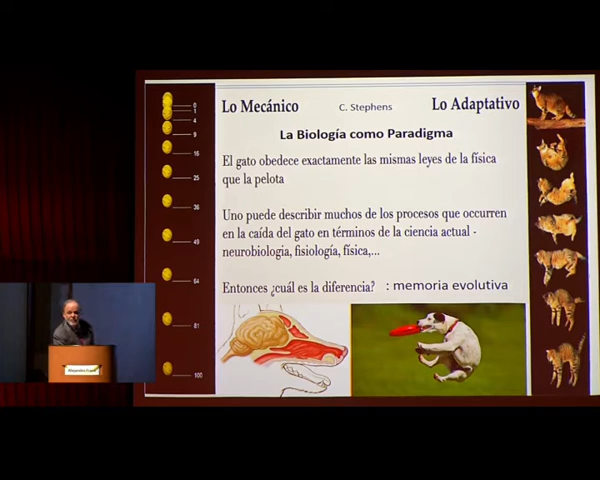 Lo Mecánico
C. Stephens
Lo Adaptativo
La Biología como Paradigma
El gato obedece exactamente las mismas leyes de la física
que la pelota
Uno puede describir muchos de los procesos que occurren
en la caída del gato en términos de la ciencia actual -
neurobiologia, fisiología, física,...
Entonces ¿cuál es la diferencia? : memoria evolutiva
0
1
4
9
16
25
36
49
64
81
100